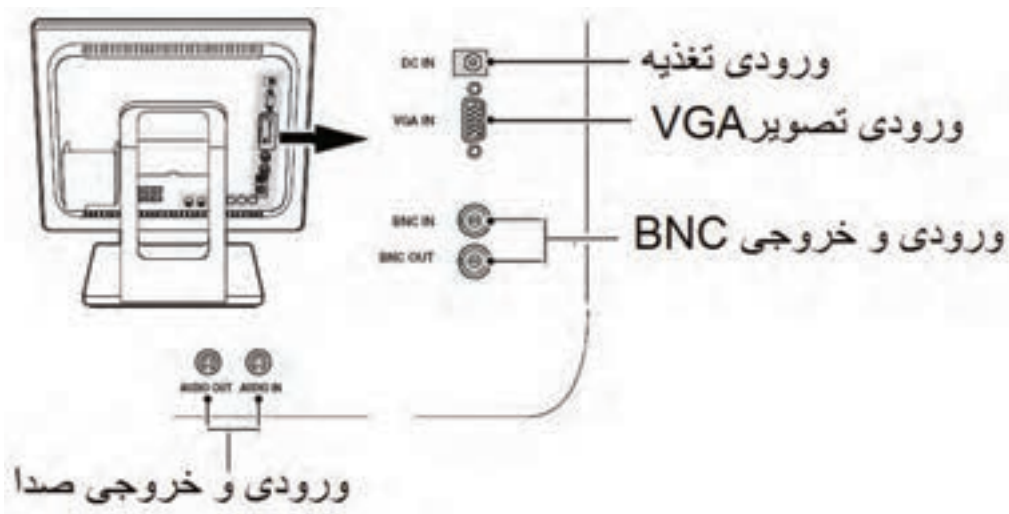 DC IN
ورودی تغذیه
VGA IN
ورودی تصویرVGA
BNC IN
BNC OUT
ورودی و خروجی BNC
AUDIO OUT AUDIO IN
ورودی و خروجی صدا